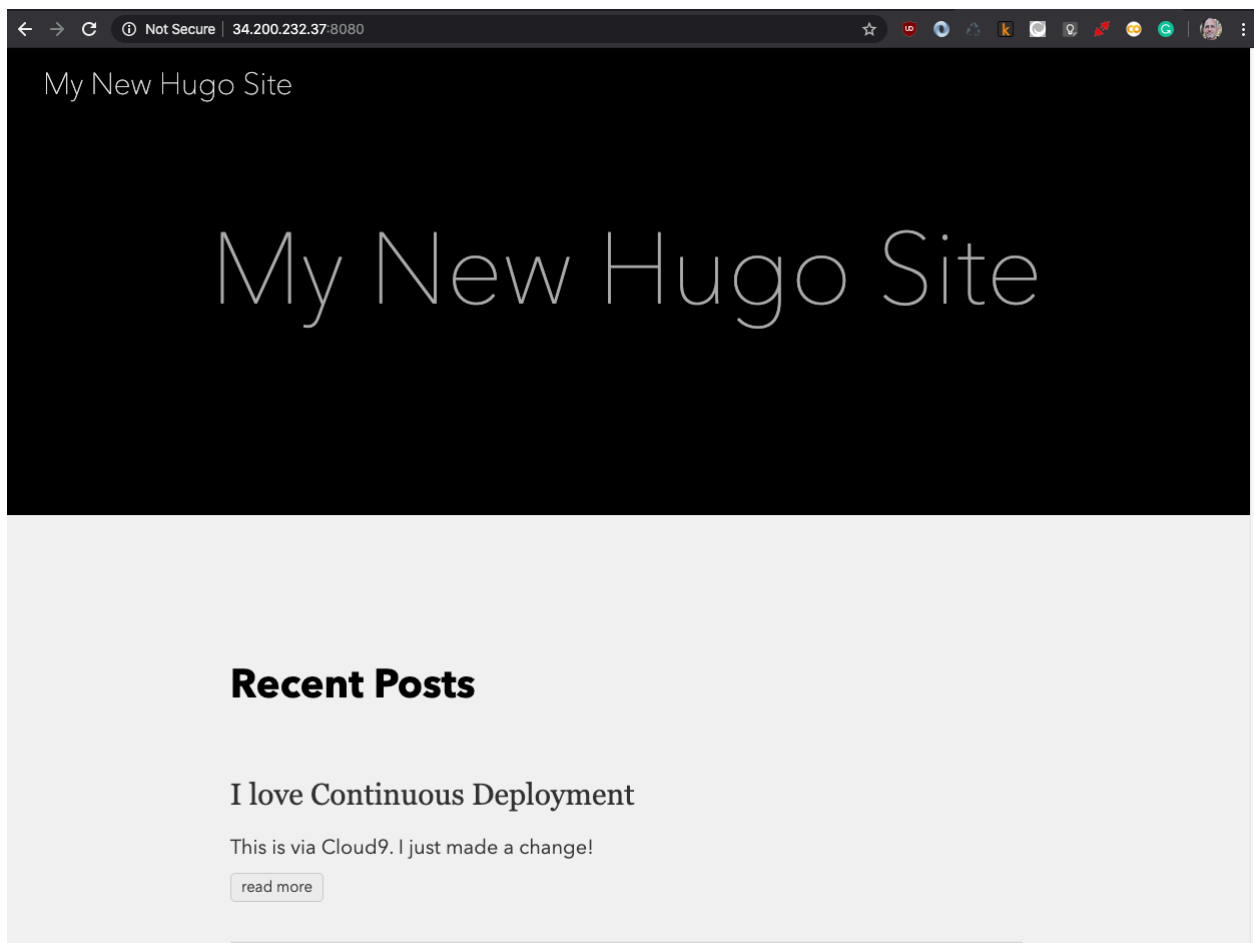 Not Secure 34.200.232.37:8080
My New Hugo Site
My New Hugo Site
Recent Posts
I love Continuous Deployment
This is via Cloud9. I just made a change!
read more